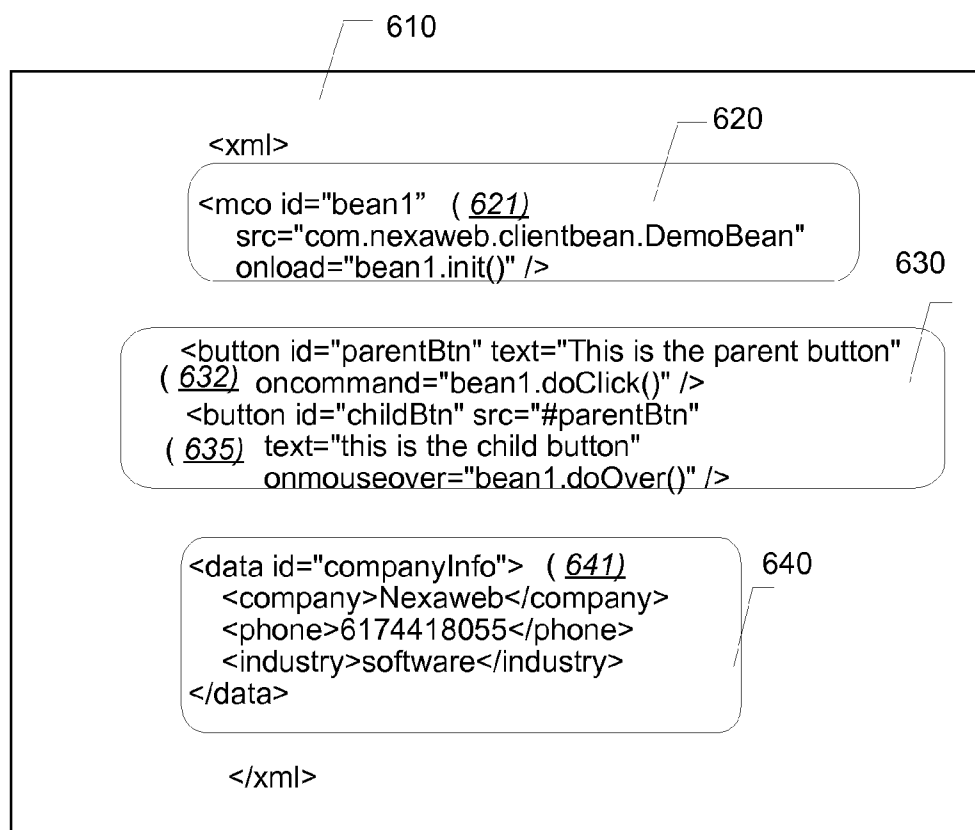 610
620
<xml>
<mco id="bean1” ( 621)
src="com.nexaweb.clientbean.DemoBean"
onload="bean1.init()" />
630
<button id="parentBtn" text="This is the parent button"
( 632) oncommand="bean1.doClick()" />
<button id="childBtn" src="#parentBtn"
( 635) text="this is the child button"
onmouseover="bean1.doOver()" />
<data id="companyInfo"> ( 641)
640
<company>Nexaweb</company>
<phone>6174418055</phone>
<industry>software</industry>
</data>
</xml>